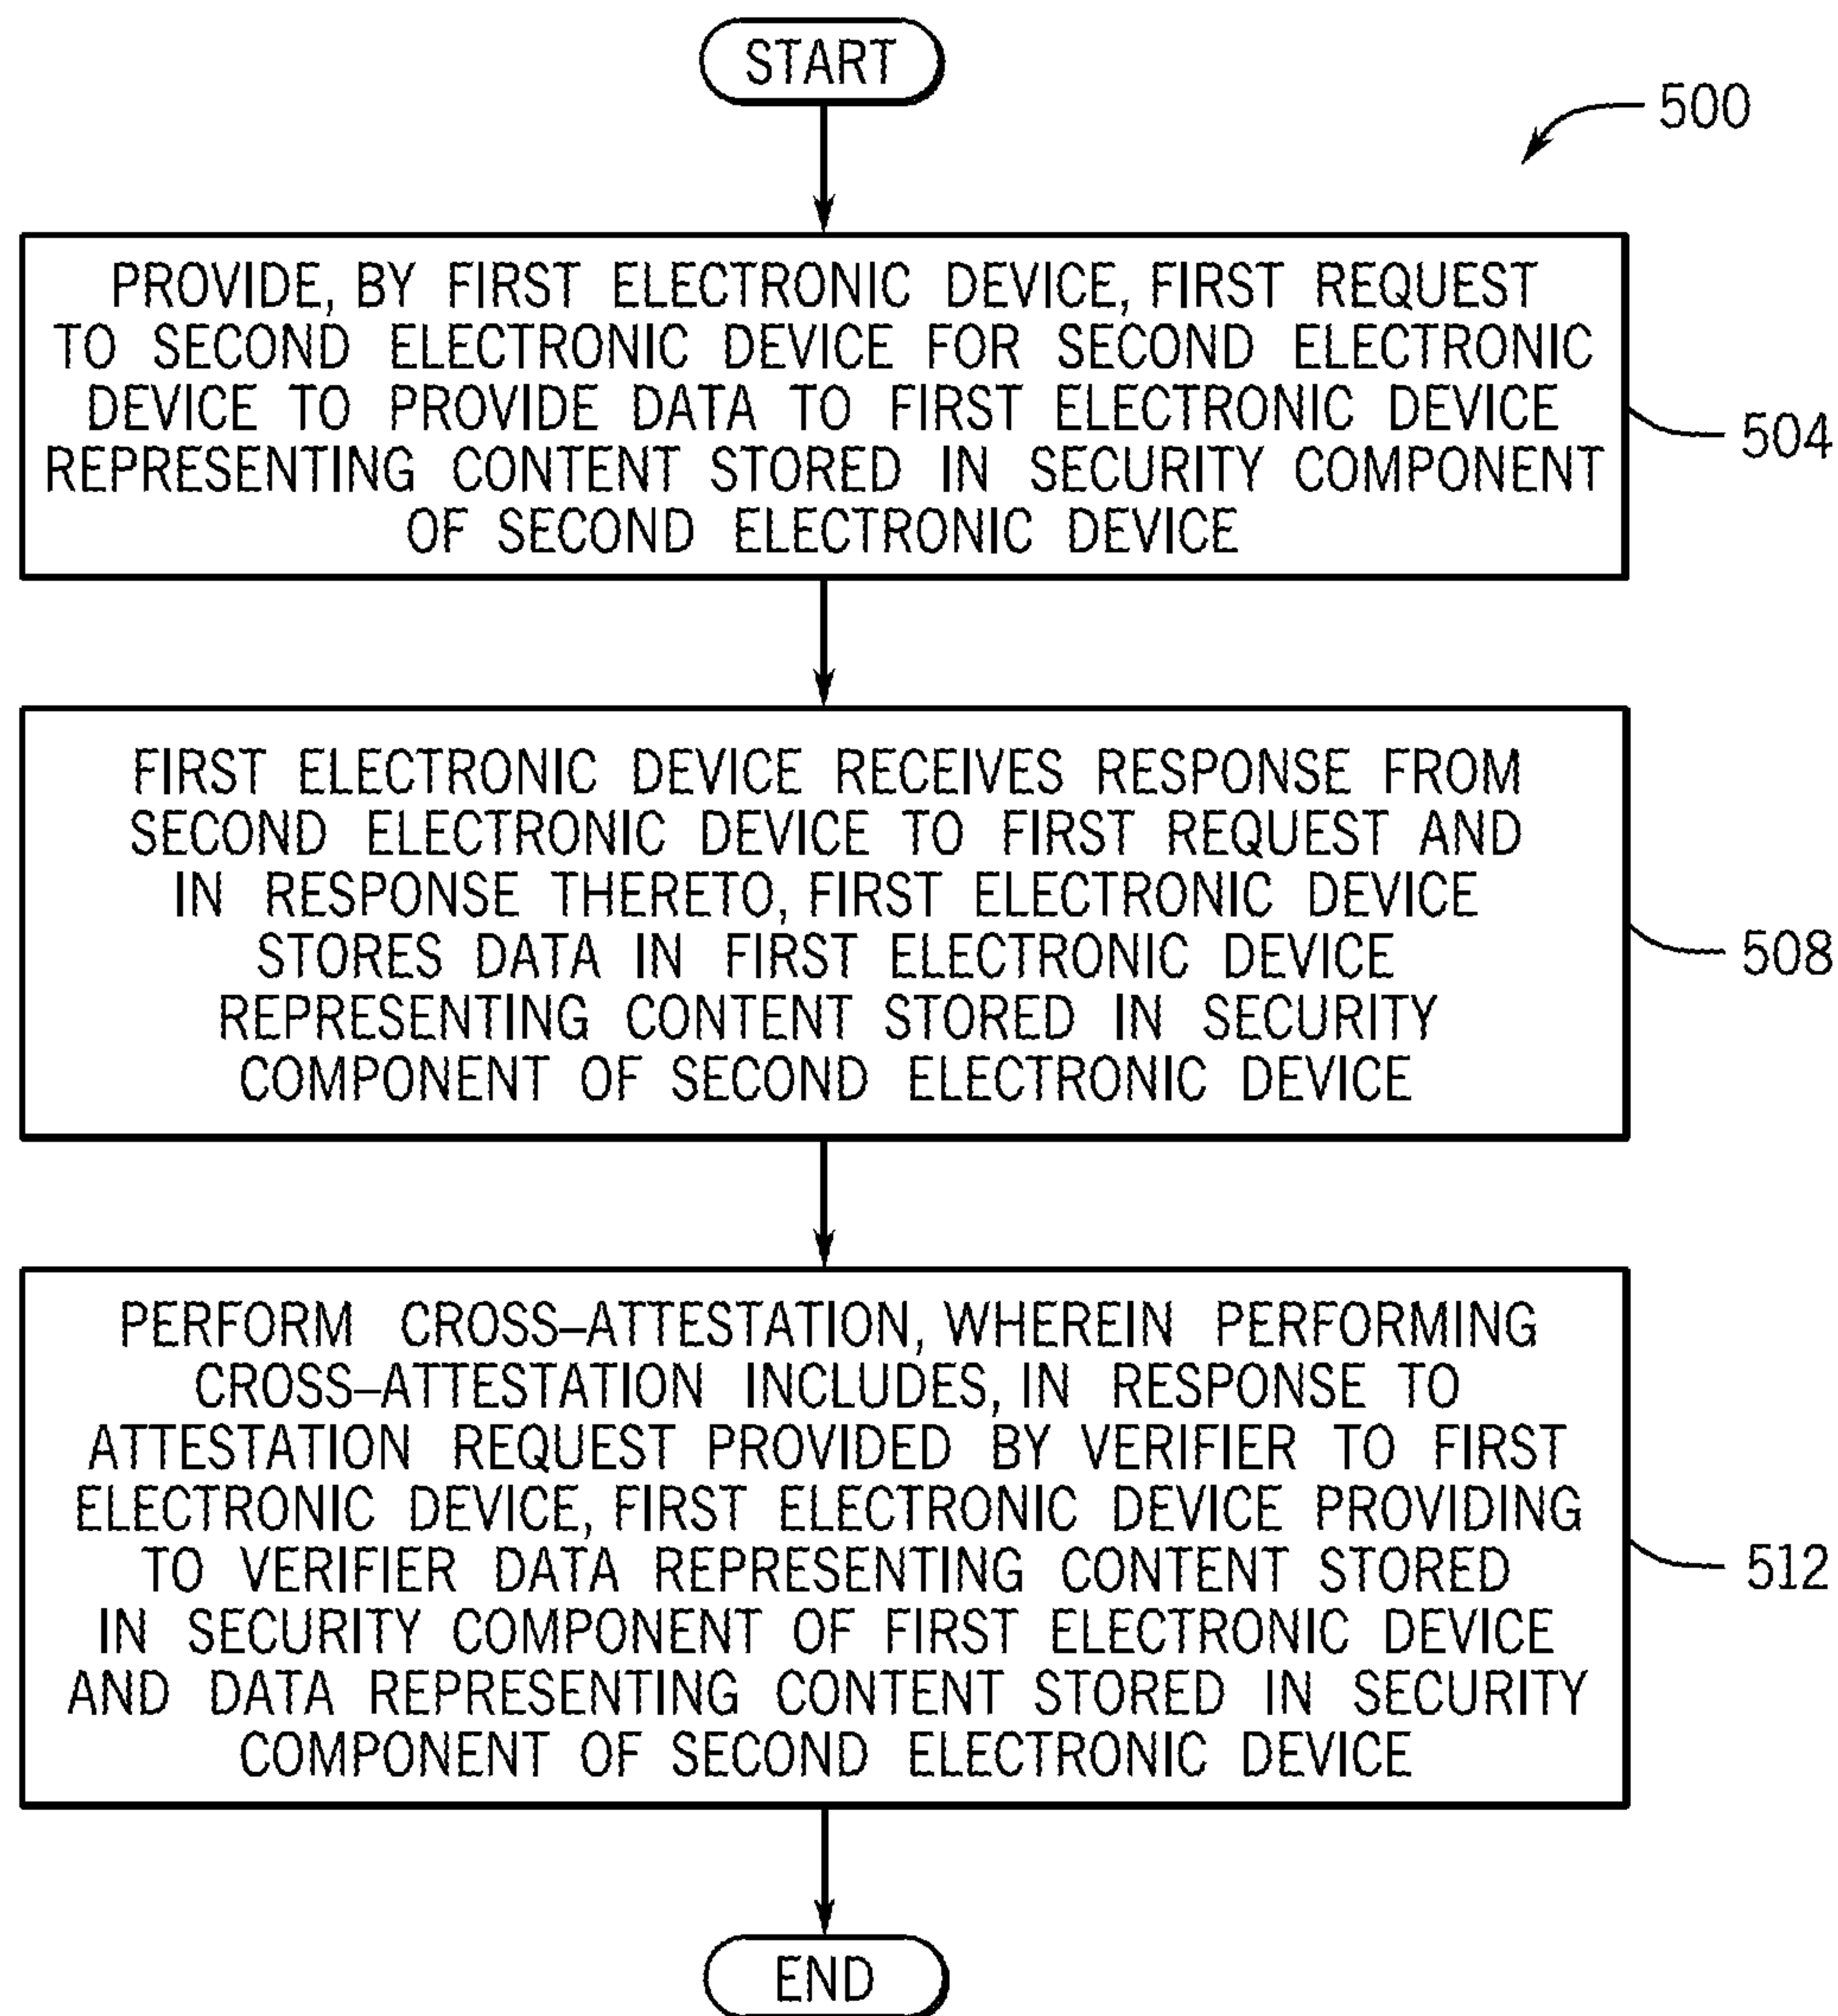 START
500
PROVIDE, BY FIRST ELECTRONIC DEVICE, FIRST REQUEST
TO SECOND ELECTRONIC DEVICE FOR SECOND ELECTRONIC
DEVICE TO PROVIDE DATA TO FIRST ELECTRONIC DEVICE
REPRESENTING CONTENT STORED IN SECURITY COMPONENT
OF SECOND ELECTRONIC DEVICE
504
FIRST ELECTRONIC DEVICE RECEIVES RESPONSE FROM
SECOND ELECTRONIC DEVICE TO FIRST REQUEST AND
IN RESPONSE THERETO, FIRST ELECTRONIC DEVICE
STORES DATA IN FIRST ELECTRONIC DEVICE
REPRESENTING CONTENT STORED IN SECURITY
COMPONENT OF SECOND ELECTRONIC DEVICE
508
PERFORM CROSS–ATTESTATION, WHEREIN PERFORMING
CROSS–ATTESTATION INCLUDES, IN RESPONSE TO
ATTESTATION REQUEST PROVIDED BY VERIFIER TO FIRST
ELECTRONIC DEVICE, FIRST ELECTRONIC DEVICE PROVIDING
TO VERIFIER DATA REPRESENTING CONTENT STORED
IN SECURITY COMPONENT OF FIRST ELECTRONIC DEVICE
AND DATA REPRESENTING CONTENT STORED IN SECURITY
COMPONENT OF SECOND ELECTRONIC DEVICE
512
END